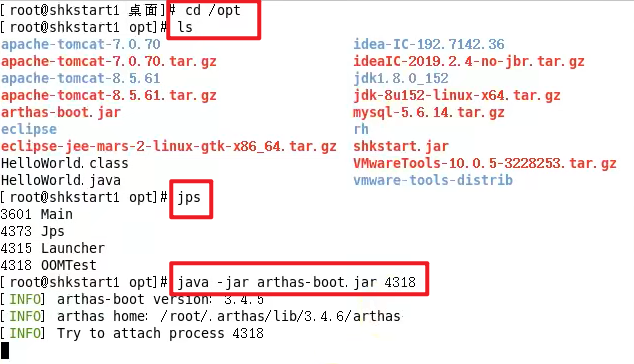 [root@shkstart1 桌面]# cd /opt
[root@shkstart1 opt]# ls
apache-tomcat-7.0.70 idea-IC-192.7142.36
apache-tomcat-7.0.70.tar.gz ideaIC-2019.2.4-no-jbr.tar.gz
apache-tomcat-8.5.61 jdk1.8.0_152
apache-tomcat-8.5.61.tar.gz jdk-8u152-linux-x64.tar.gz
arthas-boot.jar mysql-5.6.14.tar.gz
eclipse rh
eclipse-jee-mars-2-linux-gtk-x86_64.tar.gz shkstart.jar
HelloWorld.class VMwareTools-10.0.5-3228253.tar.gz
HelloWorld.java vmware-tools-distrib
[root@shkstart1 opt]# jps
3601 Main
4373 Jps
4315 Launcher
4318 OOMTest
[root@shkstart1 opt]# java -jar arthas-boot.jar 4318
[INFO] arthas-boot version: 3.4.5
[INFO] arthas home: /root/.arthas/lib/3.4.6/arthas
[INFO] Try to attach process 4318